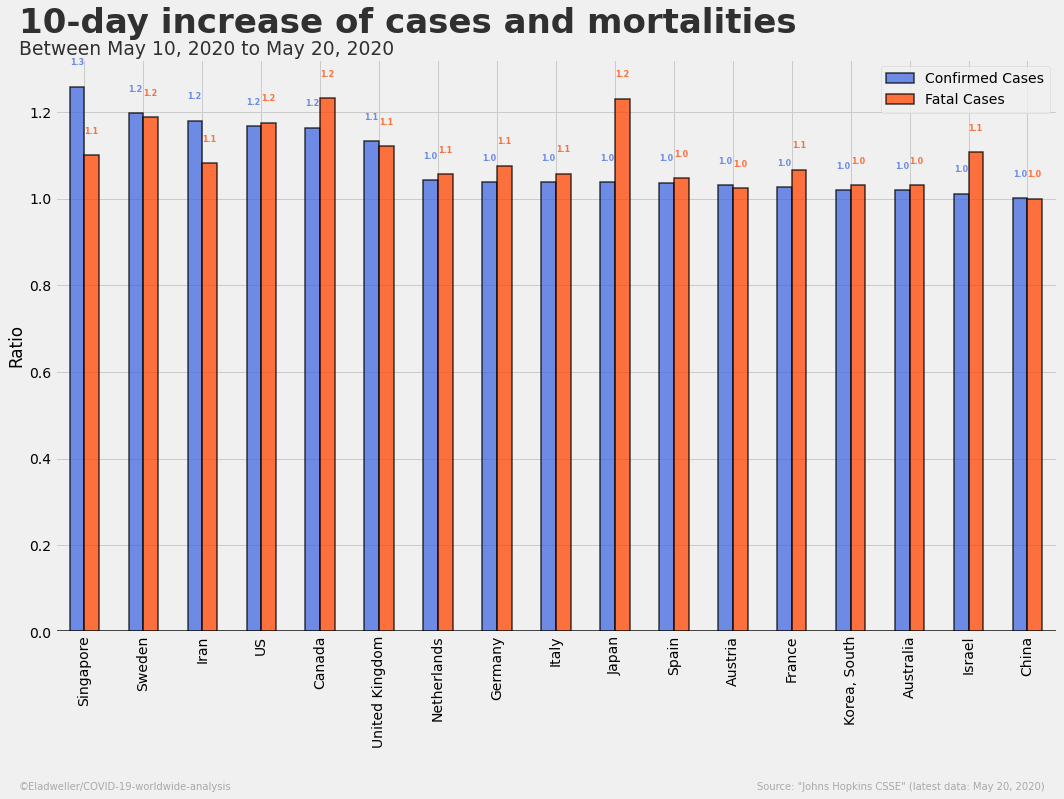 10-day increase of cases and mortalities
Between May 10, 2020 to May 20, 2020
Confirmed Cases
Fatal Cases
1.3 1.1 1.2 1.2 1.2 1.1 1.2 1.2 1.2 1.2 1.1 1.1 1.0 1.1 1.0 1.1 1.0 1.1 1.0 1.2 1.0 1.0 1.0 1.0 1.0 1.1 1.0 1.0 1.0 1.0 1.0 1.1 1.0 1.0
Ratio
1.2
1.0
0.8
0.6
0.4
0.2
0.0
Singapore
Sweden
Iran
US
Canada
United Kingdom
Netherlands
Germany
Italy
Japan
Spain
Austria
France
Korea, South
Australia
Israel
China
©Eladweller/COVID-19-worldwide-analysis
Source: "Johns Hopkins CSSE" (latest data: May 20, 2020)